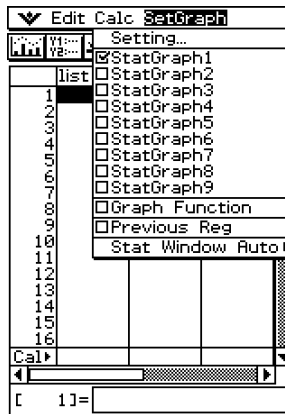 Edit Calc SetGraph
Setting...
Y1:
Y2:
StatGraph1
StatGraph2
StatGraph3
StatGraph4
StatGraph5
StatGraph6
StatGraph7
StatGraph8
StatGraph9
Graph Function
Previous Reg
Stat Window Auto
list
1
2
3
4
5
6
7
8
9
10
11
12
13
14
15
16
Cal
[ 1]=